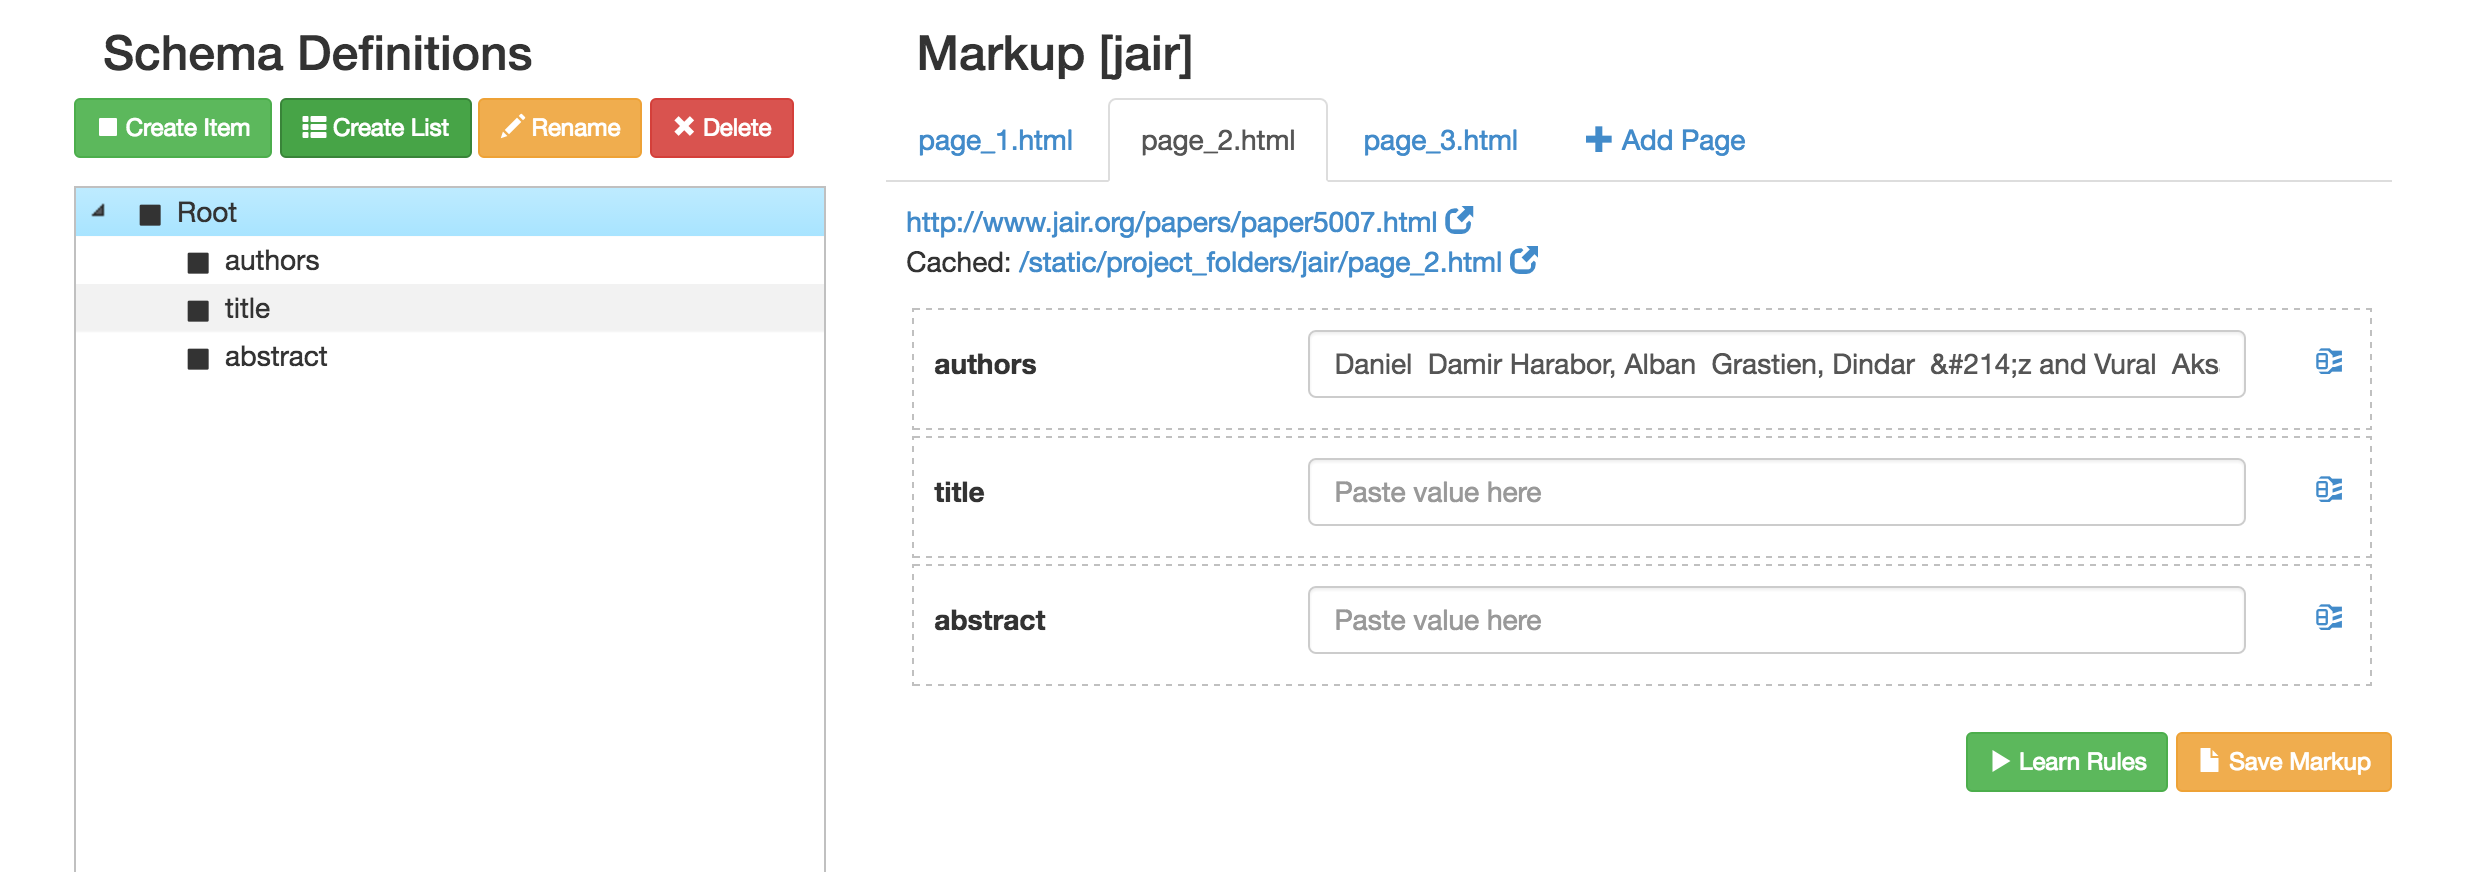 Schema Definitions
Create Item Create List Rename Delete
Root
authors
title
abstract
Markup [jair]
page_1.html page_2.html page_3.html Add Page
http://www.jair.org/papers/paper5007.html
Cached: /static/project_folders/jair/page_2.html
authors Daniel  Damir Harabor, Alban  Grastien, Dindar  &#214;z and Vural  Aks
title Paste value here
abstract Paste value here
Learn Rules Save Markup